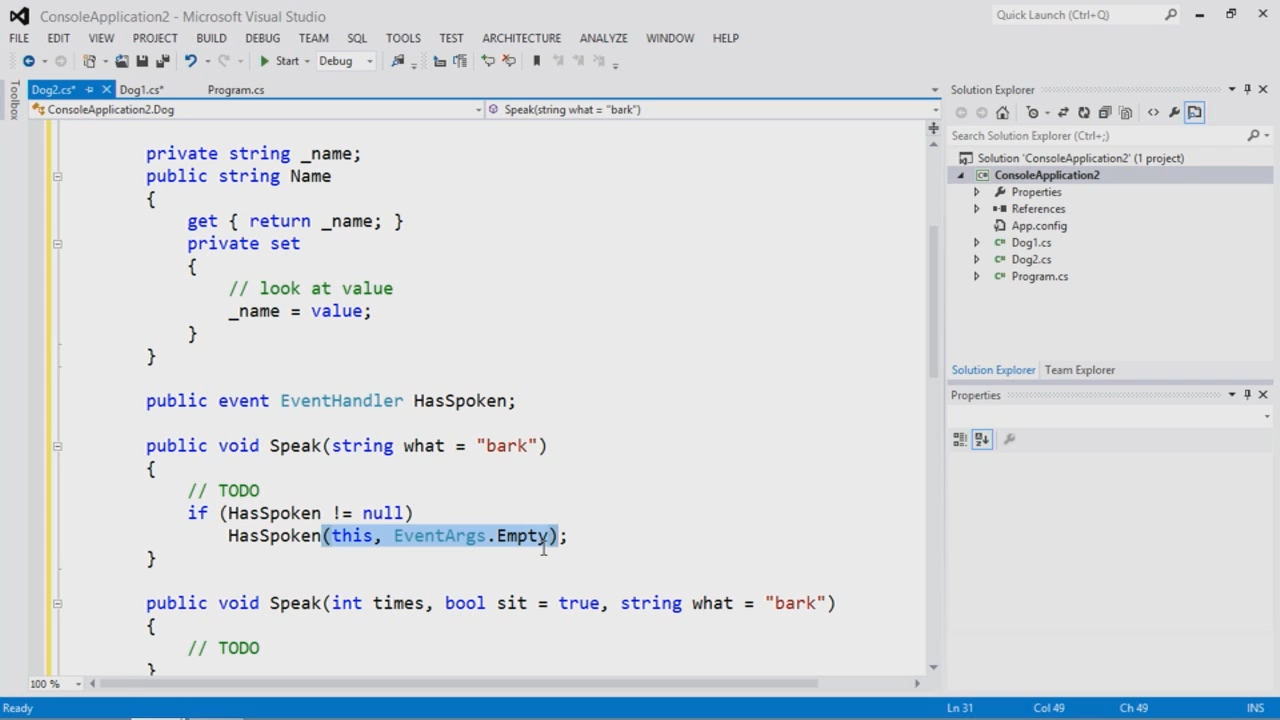 ConsoleApplication2 - Microsoft Visual Studio
Quick Launch (Ctrl+Q)
FILE EDIT VIEW PROJECT BUILD DEBUG TEAM SQL TOOLS TEST ARCHITECTURE ANALYZE WINDOW HELP
Start Debug
Toolbox
Dog2.cs* Dog1.cs* Program.cs
ConsoleApplication2.Dog Speak(string what = "bark")
private string _name;
public string Name
{
get { return _name; }
private set
{
// look at value
_name = value;
}
}
public event EventHandler HasSpoken;
public void Speak(string what = "bark")
{
// TODO
if (HasSpoken != null)
HasSpoken(this, EventArgs.Empty);
}
public void Speak(int times, bool sit = true, string what = "bark")
{
// TODO
}
100 %
Solution Explorer
Search Solution Explorer (Ctrl+;)
Solution 'ConsoleApplication2' (1 project)
ConsoleApplication2
Properties
References
App.config
Dog1.cs
Dog2.cs
Program.cs
Solution Explorer Team Explorer
Properties
Ready Ln 31 Col 49 Ch 49 INS